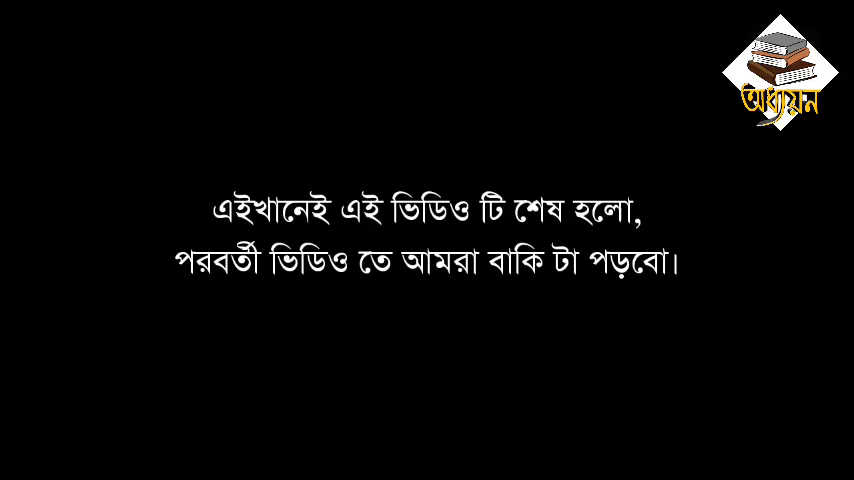 অধ্যয়ন
এইখানেই এই ভিডিও টি শেষ হলো,
পরবর্তী ভিডিও তে আমরা বাকি টা পড়বো।